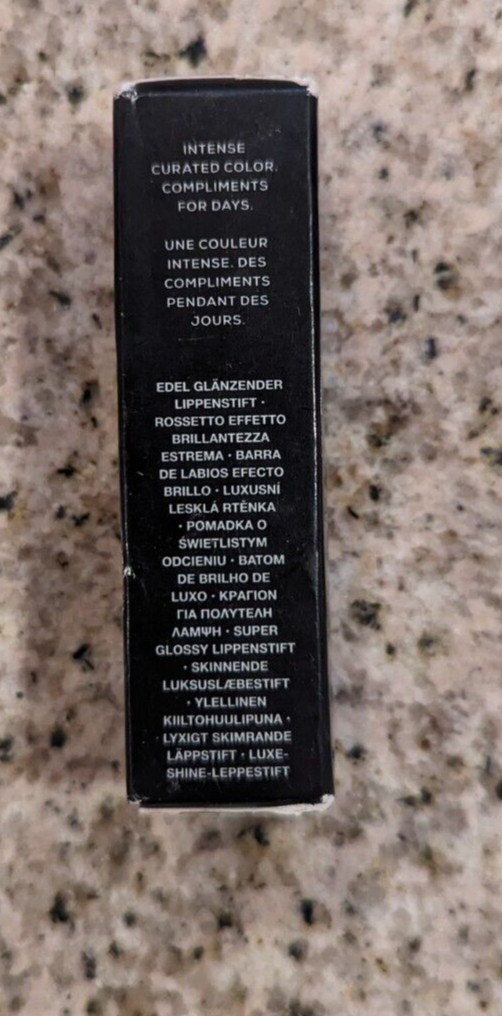 INTENSE
CURATED COLOR.
COMPLIMENTS
FOR DAYS.
UNE COULEUR
INTENSE. DES
COMPLIMENTS
PENDANT DES
JOURS.
EDEL GLÄNZENDER
LIPPENSTIFT •
ROSSETTO EFFETTO
BRILLANTEZZA
ESTREMA • BARRA
DE LABIOS EFECTO
BRILLO • LUXUSNÍ
LESKLÁ RTĚNKA
• POMADKA O
ŚWIETLISTYM
ODCIENIU • BATOM
DE BRILHO DE
LUXO • ΚΡΑΓΙΟΝ
ΓΙΑ ΠΟΛΥΤΕΛΗ
ΛΑΜΨΗ • SUPER
GLOSSY LIPPENSTIFT
• SKINNENDE
LUKSUSLÆBESTIFT
• YLELLINEN
KIILTOHUULIPUNA •
LYXIGT SKIMRANDE
LÄPPSTIFT • LUXE-
SHINE-LEPPESTIFT